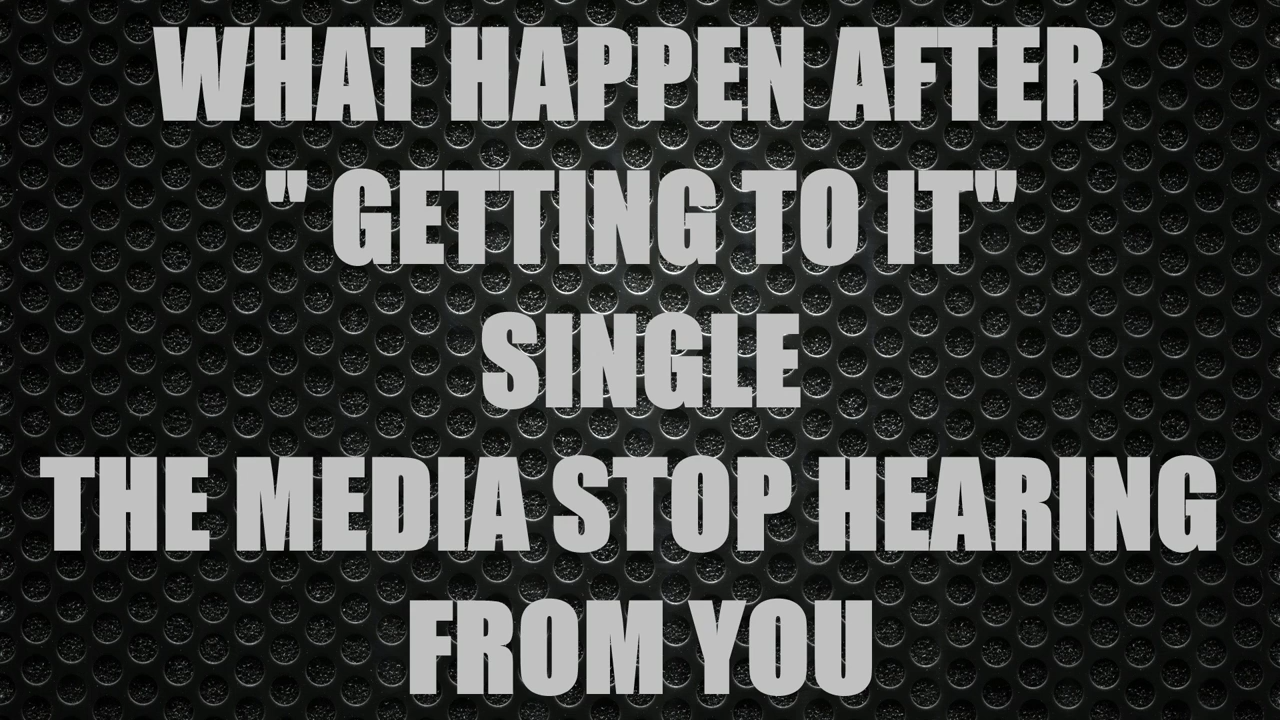 WHAT HAPPEN AFTER
" GETTING TO IT"
SINGLE
THE MEDIA STOP HEARING
FROM YOU